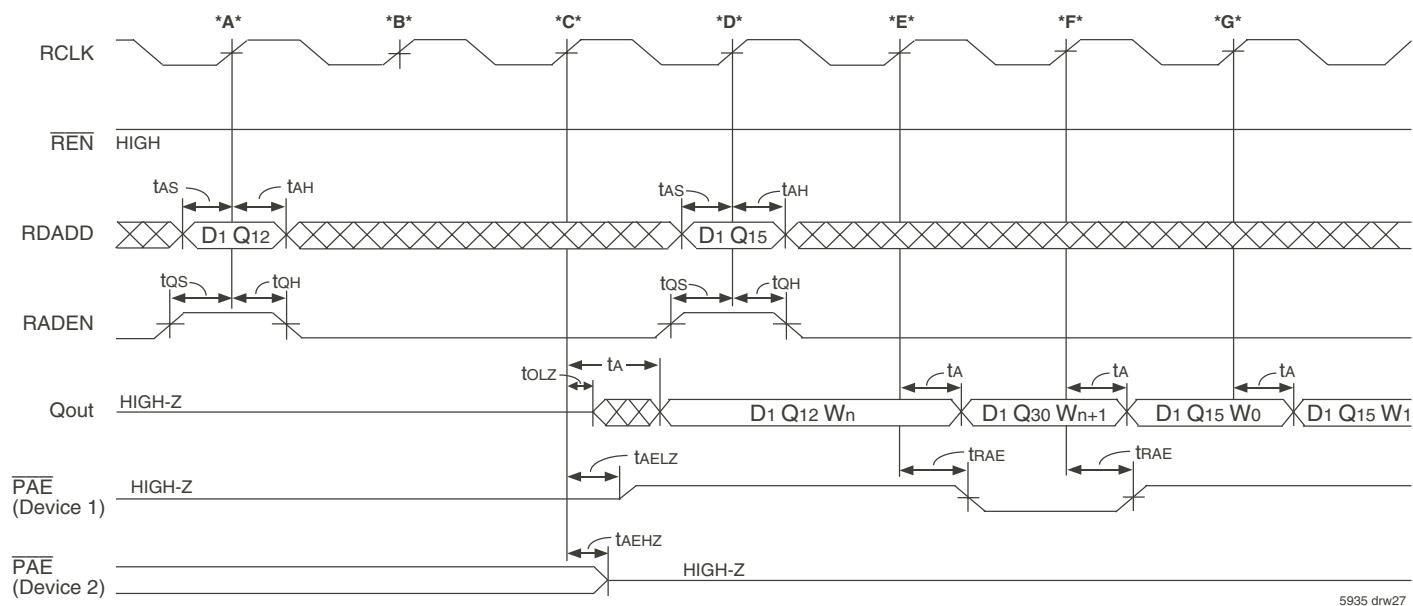 *A* *B* *C* *D* *E* *F* *G*
RCLK
REN HIGH
tAS tAH tAS tAH
RDADD D1 Q12 D1 Q15
tQS tQH tQS tQH
RADEN
tOLZ tA tA tA tA
Qout HIGH-Z D1 Q12 Wn D1 Q30 Wn+1 D1 Q15 W0 D1 Q15 W1
tAELZ tRAE tRAE
PAE HIGH-Z
(Device 1)
tAEHZ
PAE HIGH-Z
(Device 2)
5935 drw27